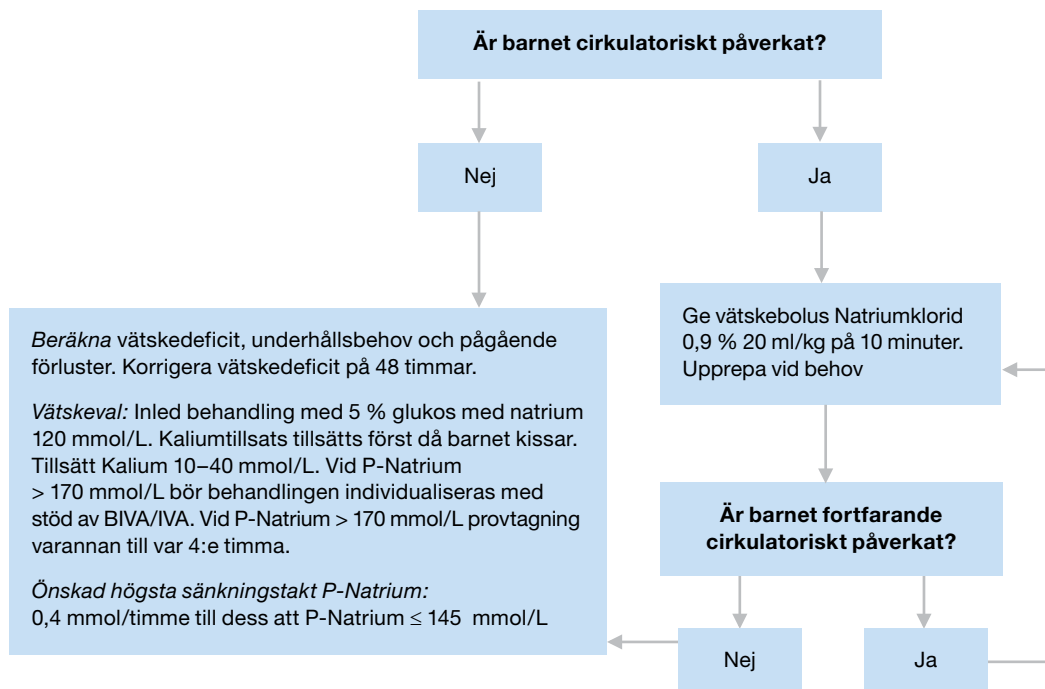 Är barnet cirkulatoriskt påverkat?
Nej
Ja
Beräkna vätskedeficit, underhållsbehov och pågående
förluster. Korrigera vätskedeficit på 48 timmar.
Vätskeval: Inled behandling med 5 % glukos med natrium
120 mmol/L. Kaliumtillsats tillsätts först då barnet kissar.
Tillsätt Kalium 10–40 mmol/L. Vid P-Natrium
> 170 mmol/L bör behandlingen individualiseras med
stöd av BIVA/IVA. Vid P-Natrium > 170 mmol/L provtagning
varannan till var 4:e timma.
Önskad högsta sänkningstakt P-Natrium:
0,4 mmol/timme till dess att P-Natrium ≤ 145 mmol/L
Ge vätskebolus Natriumklorid
0,9 % 20 ml/kg på 10 minuter.
Upprepa vid behov
Är barnet fortfarande
cirkulatoriskt påverkat?
Nej
Ja